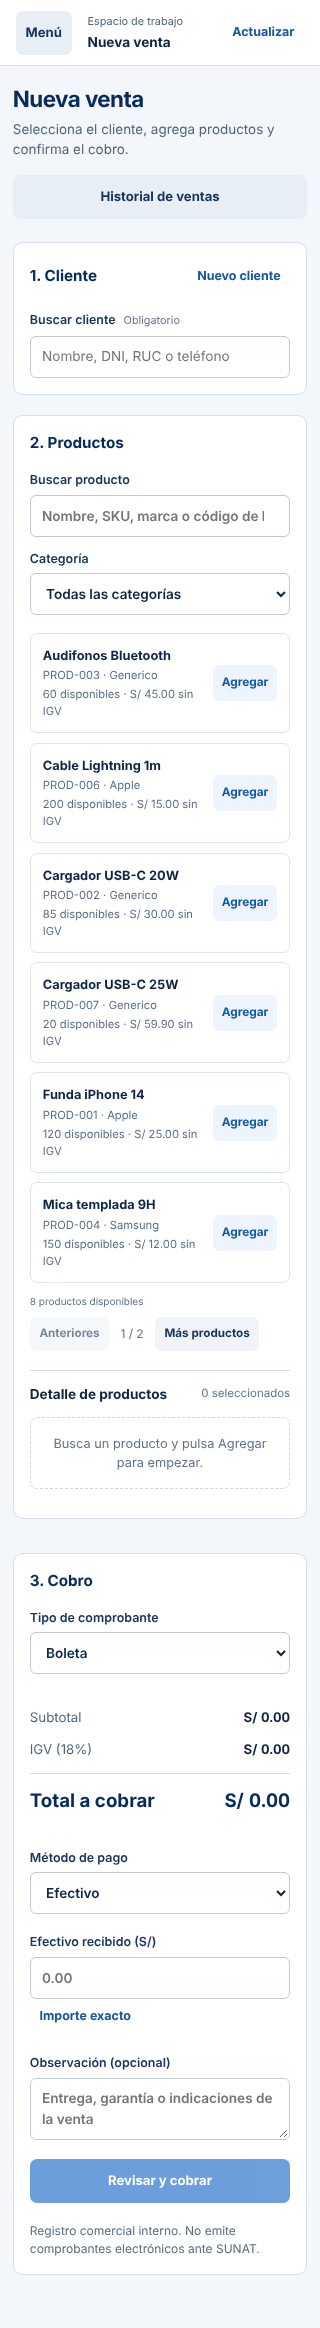 Menú
Espacio de trabajo
Nueva venta
Actualizar
Nueva venta
Selecciona el cliente, agrega productos y
confirma el cobro.
Historial de ventas
1. Cliente
Nuevo cliente
Buscar cliente Obligatorio
Nombre, DNI, RUC o teléfono
2. Productos
Buscar producto
Nombre, SKU, marca o código de
Categoría
Todas las categorías
Audifonos Bluetooth
PROD-003 · Generico
60 disponibles · S/ 45.00 sin
IGV
Agregar
Cable Lightning 1m
PROD-006 · Apple
200 disponibles · S/ 15.00 sin
IGV
Agregar
Cargador USB-C 20W
PROD-002 · Generico
85 disponibles · S/ 30.00 sin
IGV
Agregar
Cargador USB-C 25W
PROD-007 · Generico
20 disponibles · S/ 59.90 sin
IGV
Agregar
Funda iPhone 14
PROD-001 · Apple
120 disponibles · S/ 25.00 sin
IGV
Agregar
Mica templada 9H
PROD-004 · Samsung
150 disponibles · S/ 12.00 sin
IGV
Agregar
8 productos disponibles
Anteriores 1 / 2 Más productos
Detalle de productos 0 seleccionados
Busca un producto y pulsa Agregar
para empezar.
3. Cobro
Tipo de comprobante
Boleta
Subtotal S/ 0.00
IGV (18%) S/ 0.00
Total a cobrar S/ 0.00
Método de pago
Efectivo
Efectivo recibido (S/)
0.00
Importe exacto
Observación (opcional)
Entrega, garantía o indicaciones de
la venta
Revisar y cobrar
Registro comercial interno. No emite
comprobantes electrónicos ante SUNAT.